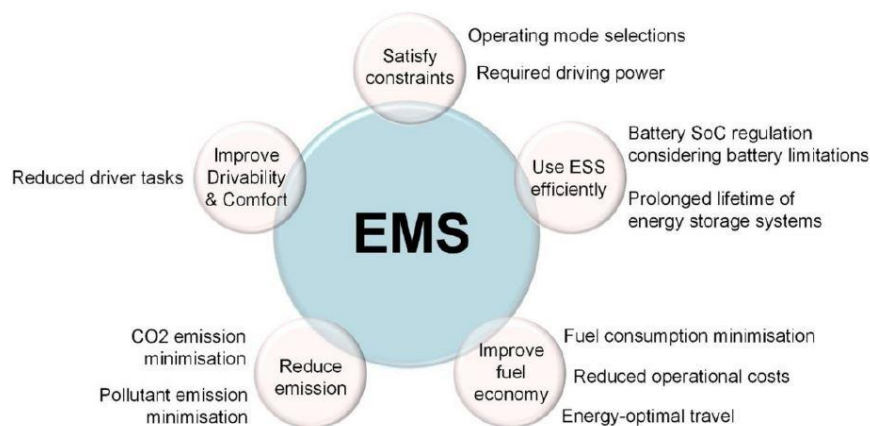 Satisfy
constraints
Operating mode selections
Required driving power
Use ESS
efficiently
Battery SoC regulation
considering battery limitations
Prolonged lifetime of
energy storage systems
Improve
Drivability
& Comfort
Reduced driver tasks
EMS
Reduce
emission
CO2 emission
minimisation
Pollutant emission
minimisation
Improve
fuel
economy
Fuel consumption minimisation
Reduced operational costs
Energy-optimal travel